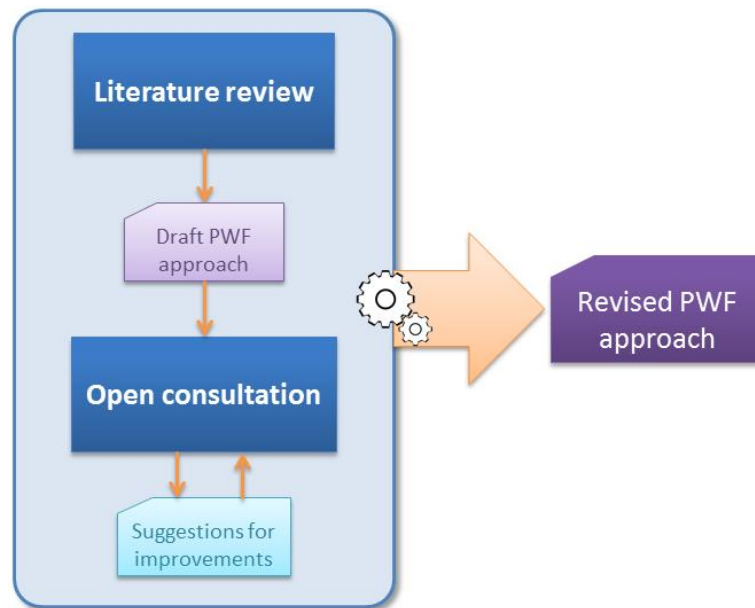 Literature review
Draft PWF
approach
Open consultation
Suggestions for
improvements
Revised PWF
approach